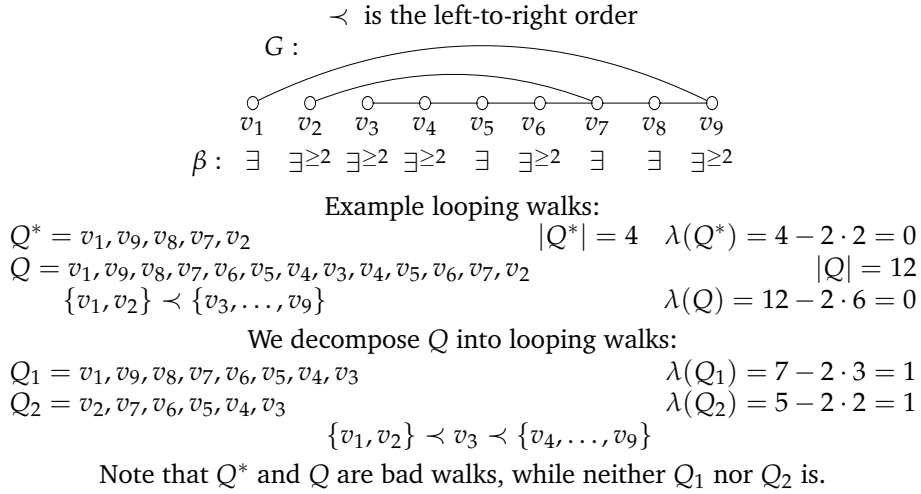 ≺ is the left-to-right order
G :
v₁ v₂ v₃ v₄ v₅ v₆ v₇ v₈ v₉
β : ∃ ∃≥2 ∃≥2 ∃≥2 ∃ ∃≥2 ∃ ∃ ∃≥2
Example looping walks:
Q* = v₁, v₉, v₈, v₇, v₂ |Q*| = 4 λ(Q*) = 4 − 2 · 2 = 0
Q = v₁, v₉, v₈, v₇, v₆, v₅, v₄, v₃, v₄, v₅, v₆, v₇, v₂ |Q| = 12
{v₁, v₂} ≺ {v₃, . . . , v₉} λ(Q) = 12 − 2 · 6 = 0
We decompose Q into looping walks:
Q₁ = v₁, v₉, v₈, v₇, v₆, v₅, v₄, v₃ λ(Q₁) = 7 − 2 · 3 = 1
Q₂ = v₂, v₇, v₆, v₅, v₄, v₃ λ(Q₂) = 5 − 2 · 2 = 1
{v₁, v₂} ≺ v₃ ≺ {v₄, . . . , v₉}
Note that Q* and Q are bad walks, while neither Q₁ nor Q₂ is.